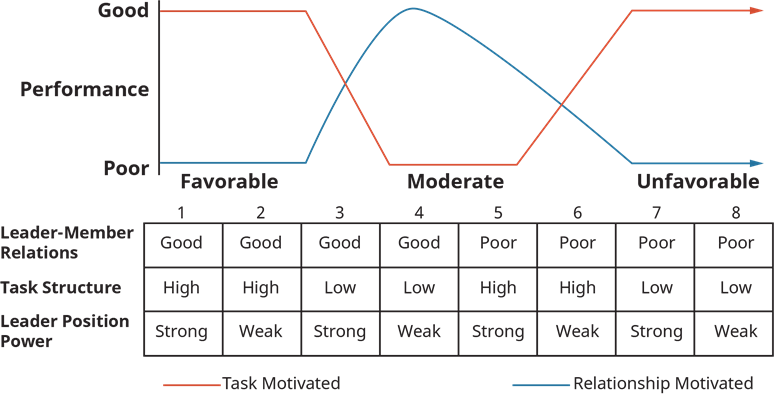 Good
Performance
Poor
Favorable Moderate Unfavorable
1 2 3 4 5 6 7 8
Leader-Member
Relations
Good Good Good Good Poor Poor Poor Poor
Task Structure High High Low Low High High Low Low
Leader Position
Power
Strong Weak Strong Weak Strong Weak Strong Weak
Task Motivated Relationship Motivated